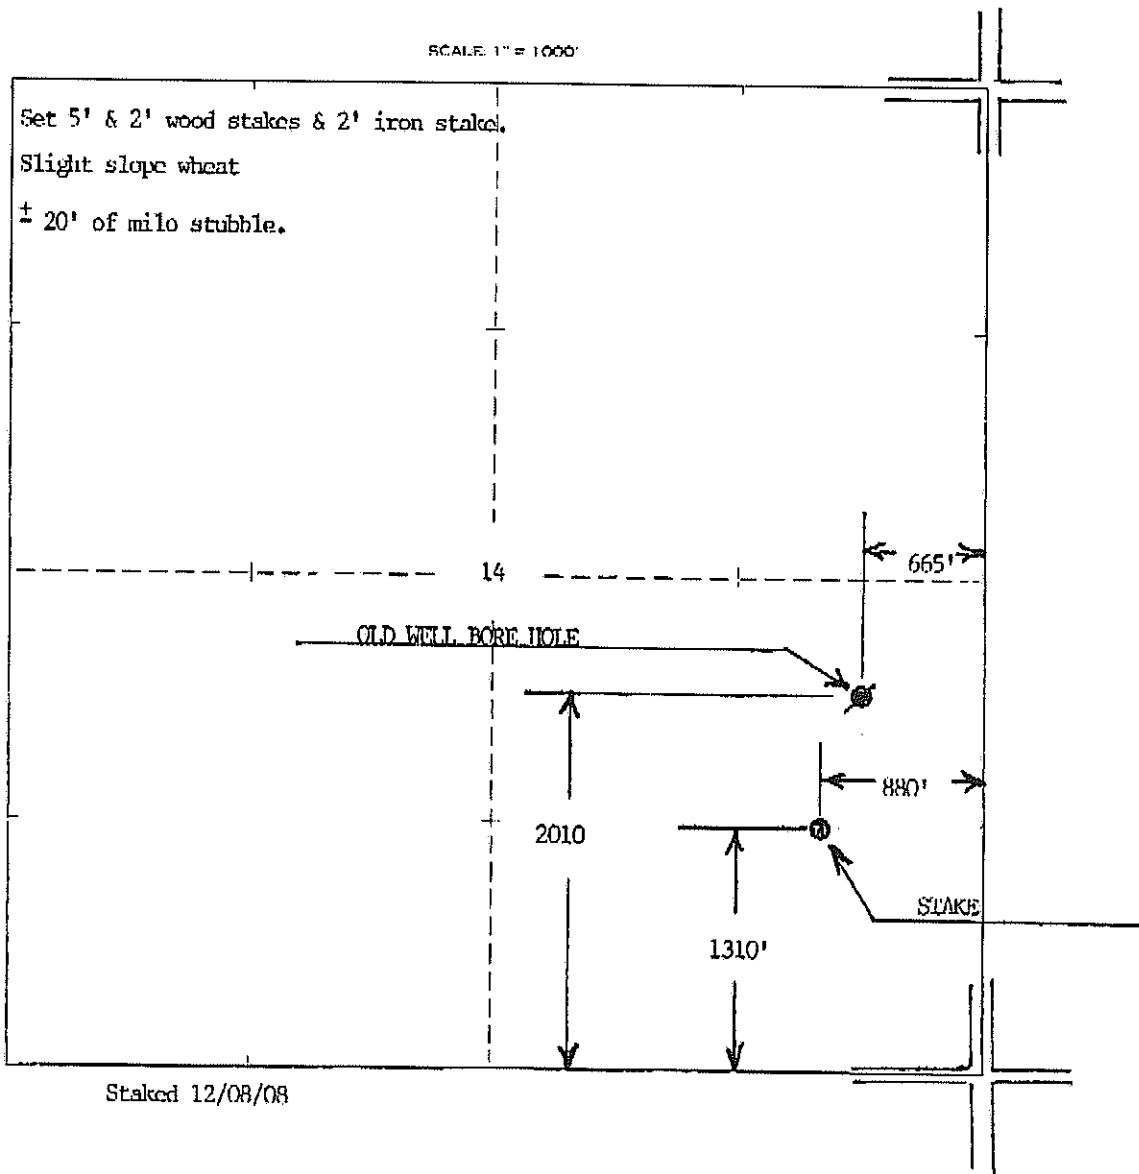 SCALE: 1" = 1000'
Set 5' & 2' wood stakes & 2' iron stake.
Slight slope wheat
± 20' of milo stubble.
665'
14
OLD WELL BORE HOLE
880'
2010
STAKE
1310'
Staked 12/08/08